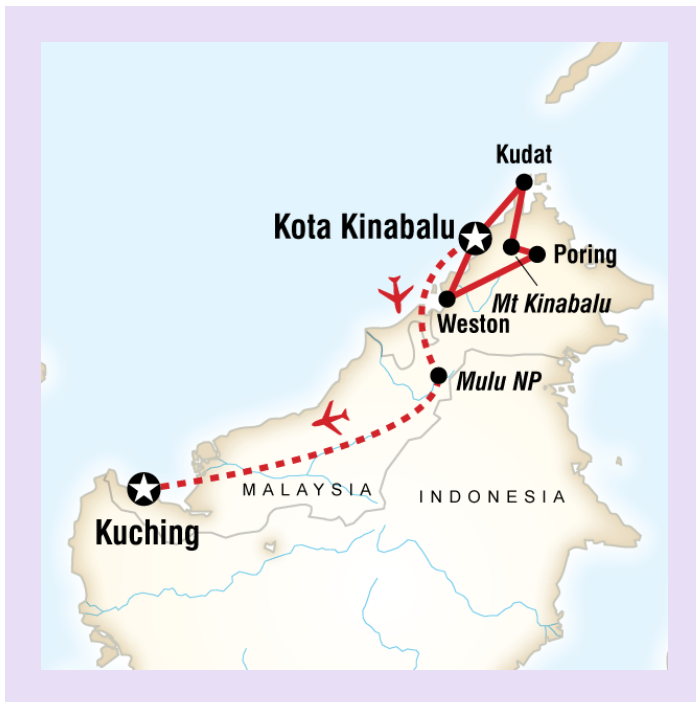 Kudat
Kota Kinabalu
Poring
Mt Kinabalu
Weston
Mulu NP
MALAYSIA
INDONESIA
Kuching